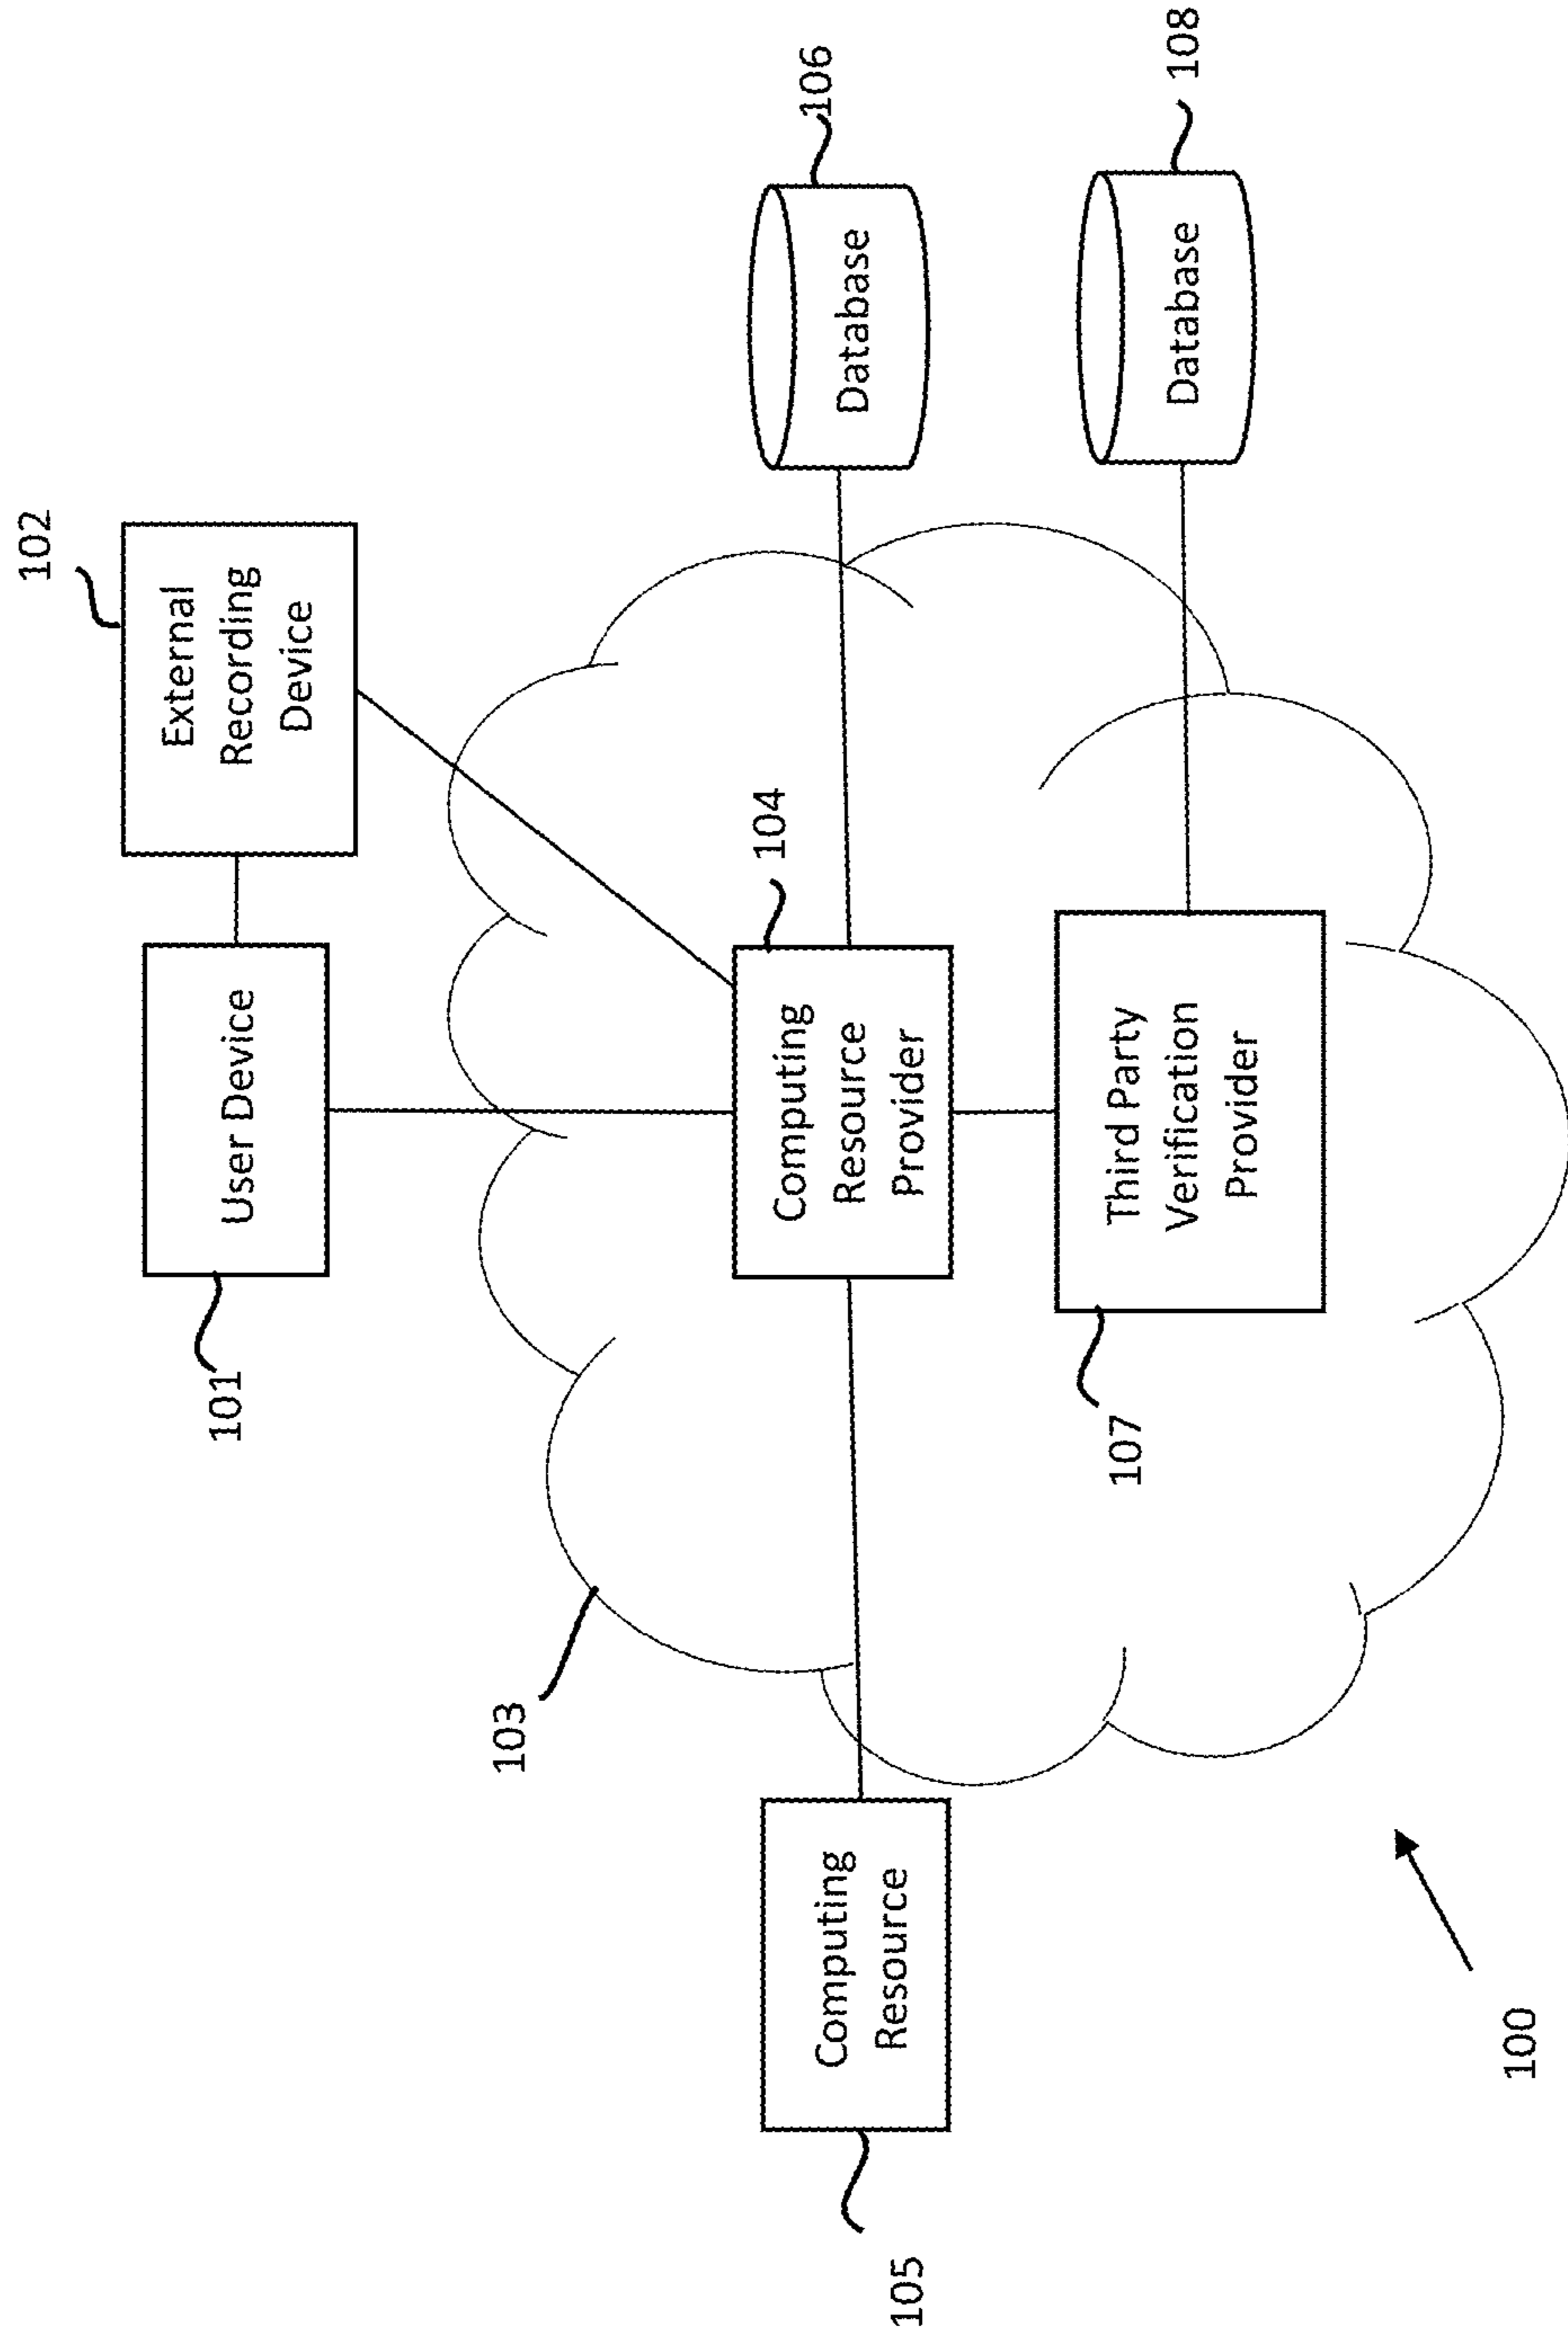 102
External
Recording
Device
User Device
101
106
Database
104
Computing
Resource
Provider
103
Computing
Resource
105
108
Database
Third Party
Verification
Provider
107
100